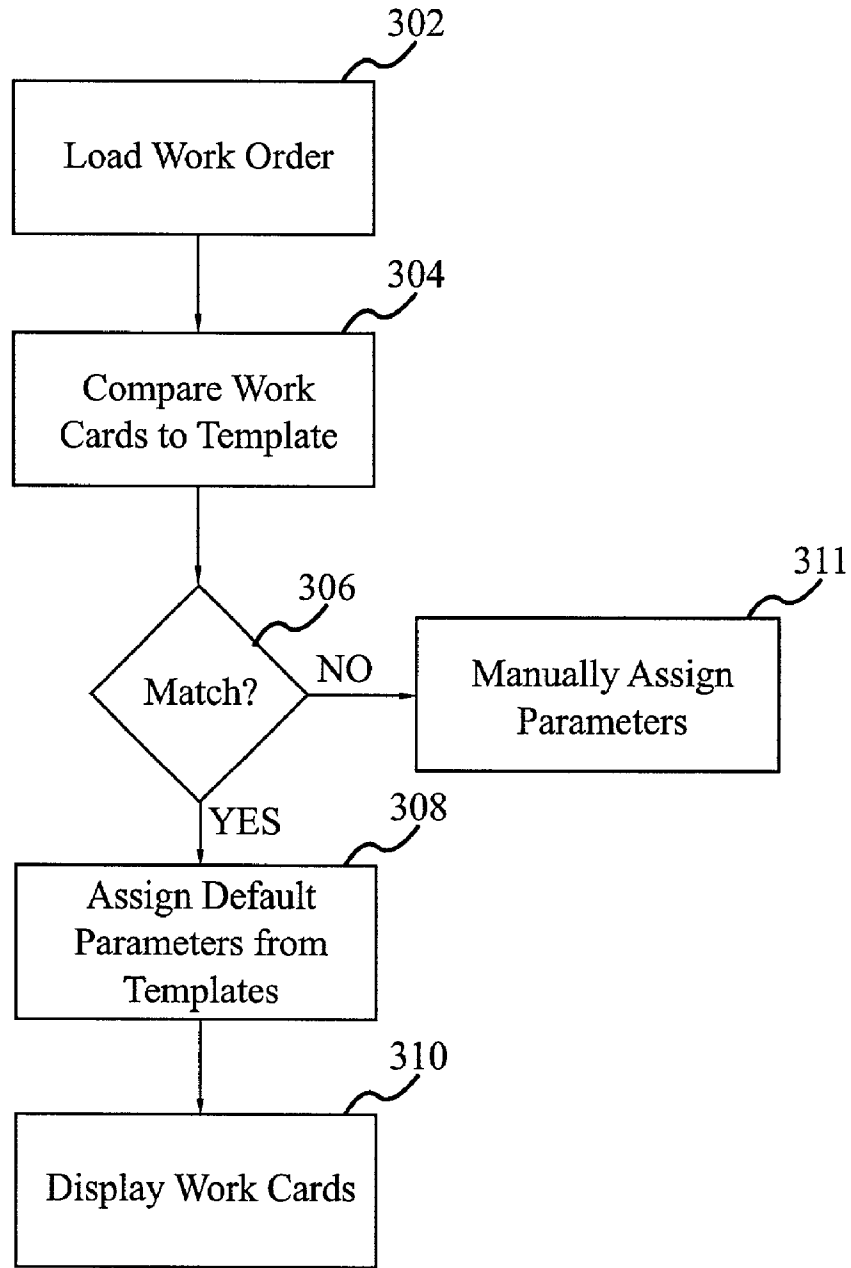 302
Load Work Order
304
Compare Work
Cards to Template
306
Match?
NO
311
Manually Assign
Parameters
YES
308
Assign Default
Parameters from
Templates
310
Display Work Cards